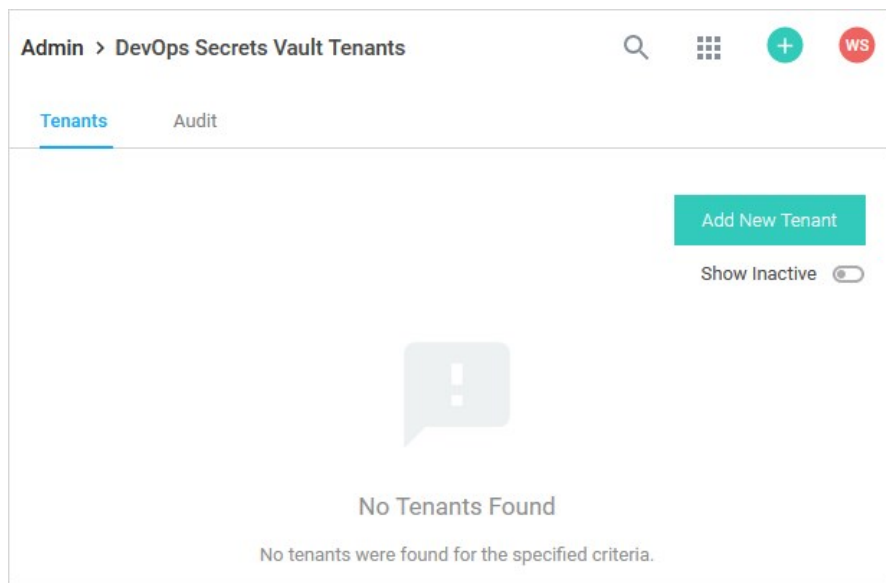 Admin > DevOps Secrets Vault Tenants
+
WS
Tenants Audit
Add New Tenant
Show Inactive
!
No Tenants Found
No tenants were found for the specified criteria.